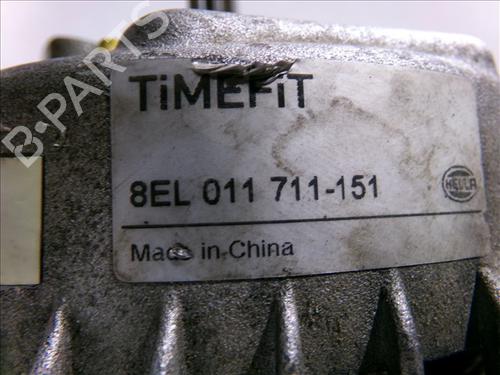 TiMEFiT
8EL 011 711-151
HELLA
Made in China
B-PARTS